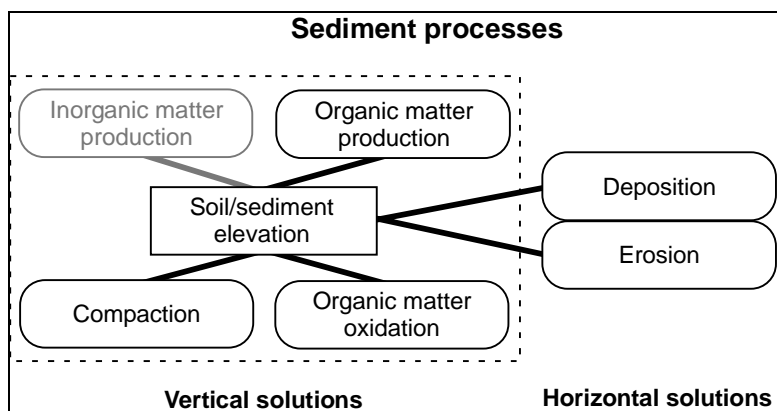 Sediment processes
Inorganic matter
production
Organic matter
production
Soil/sediment
elevation
Deposition
Erosion
Compaction
Organic matter
oxidation
Vertical solutions
Horizontal solutions